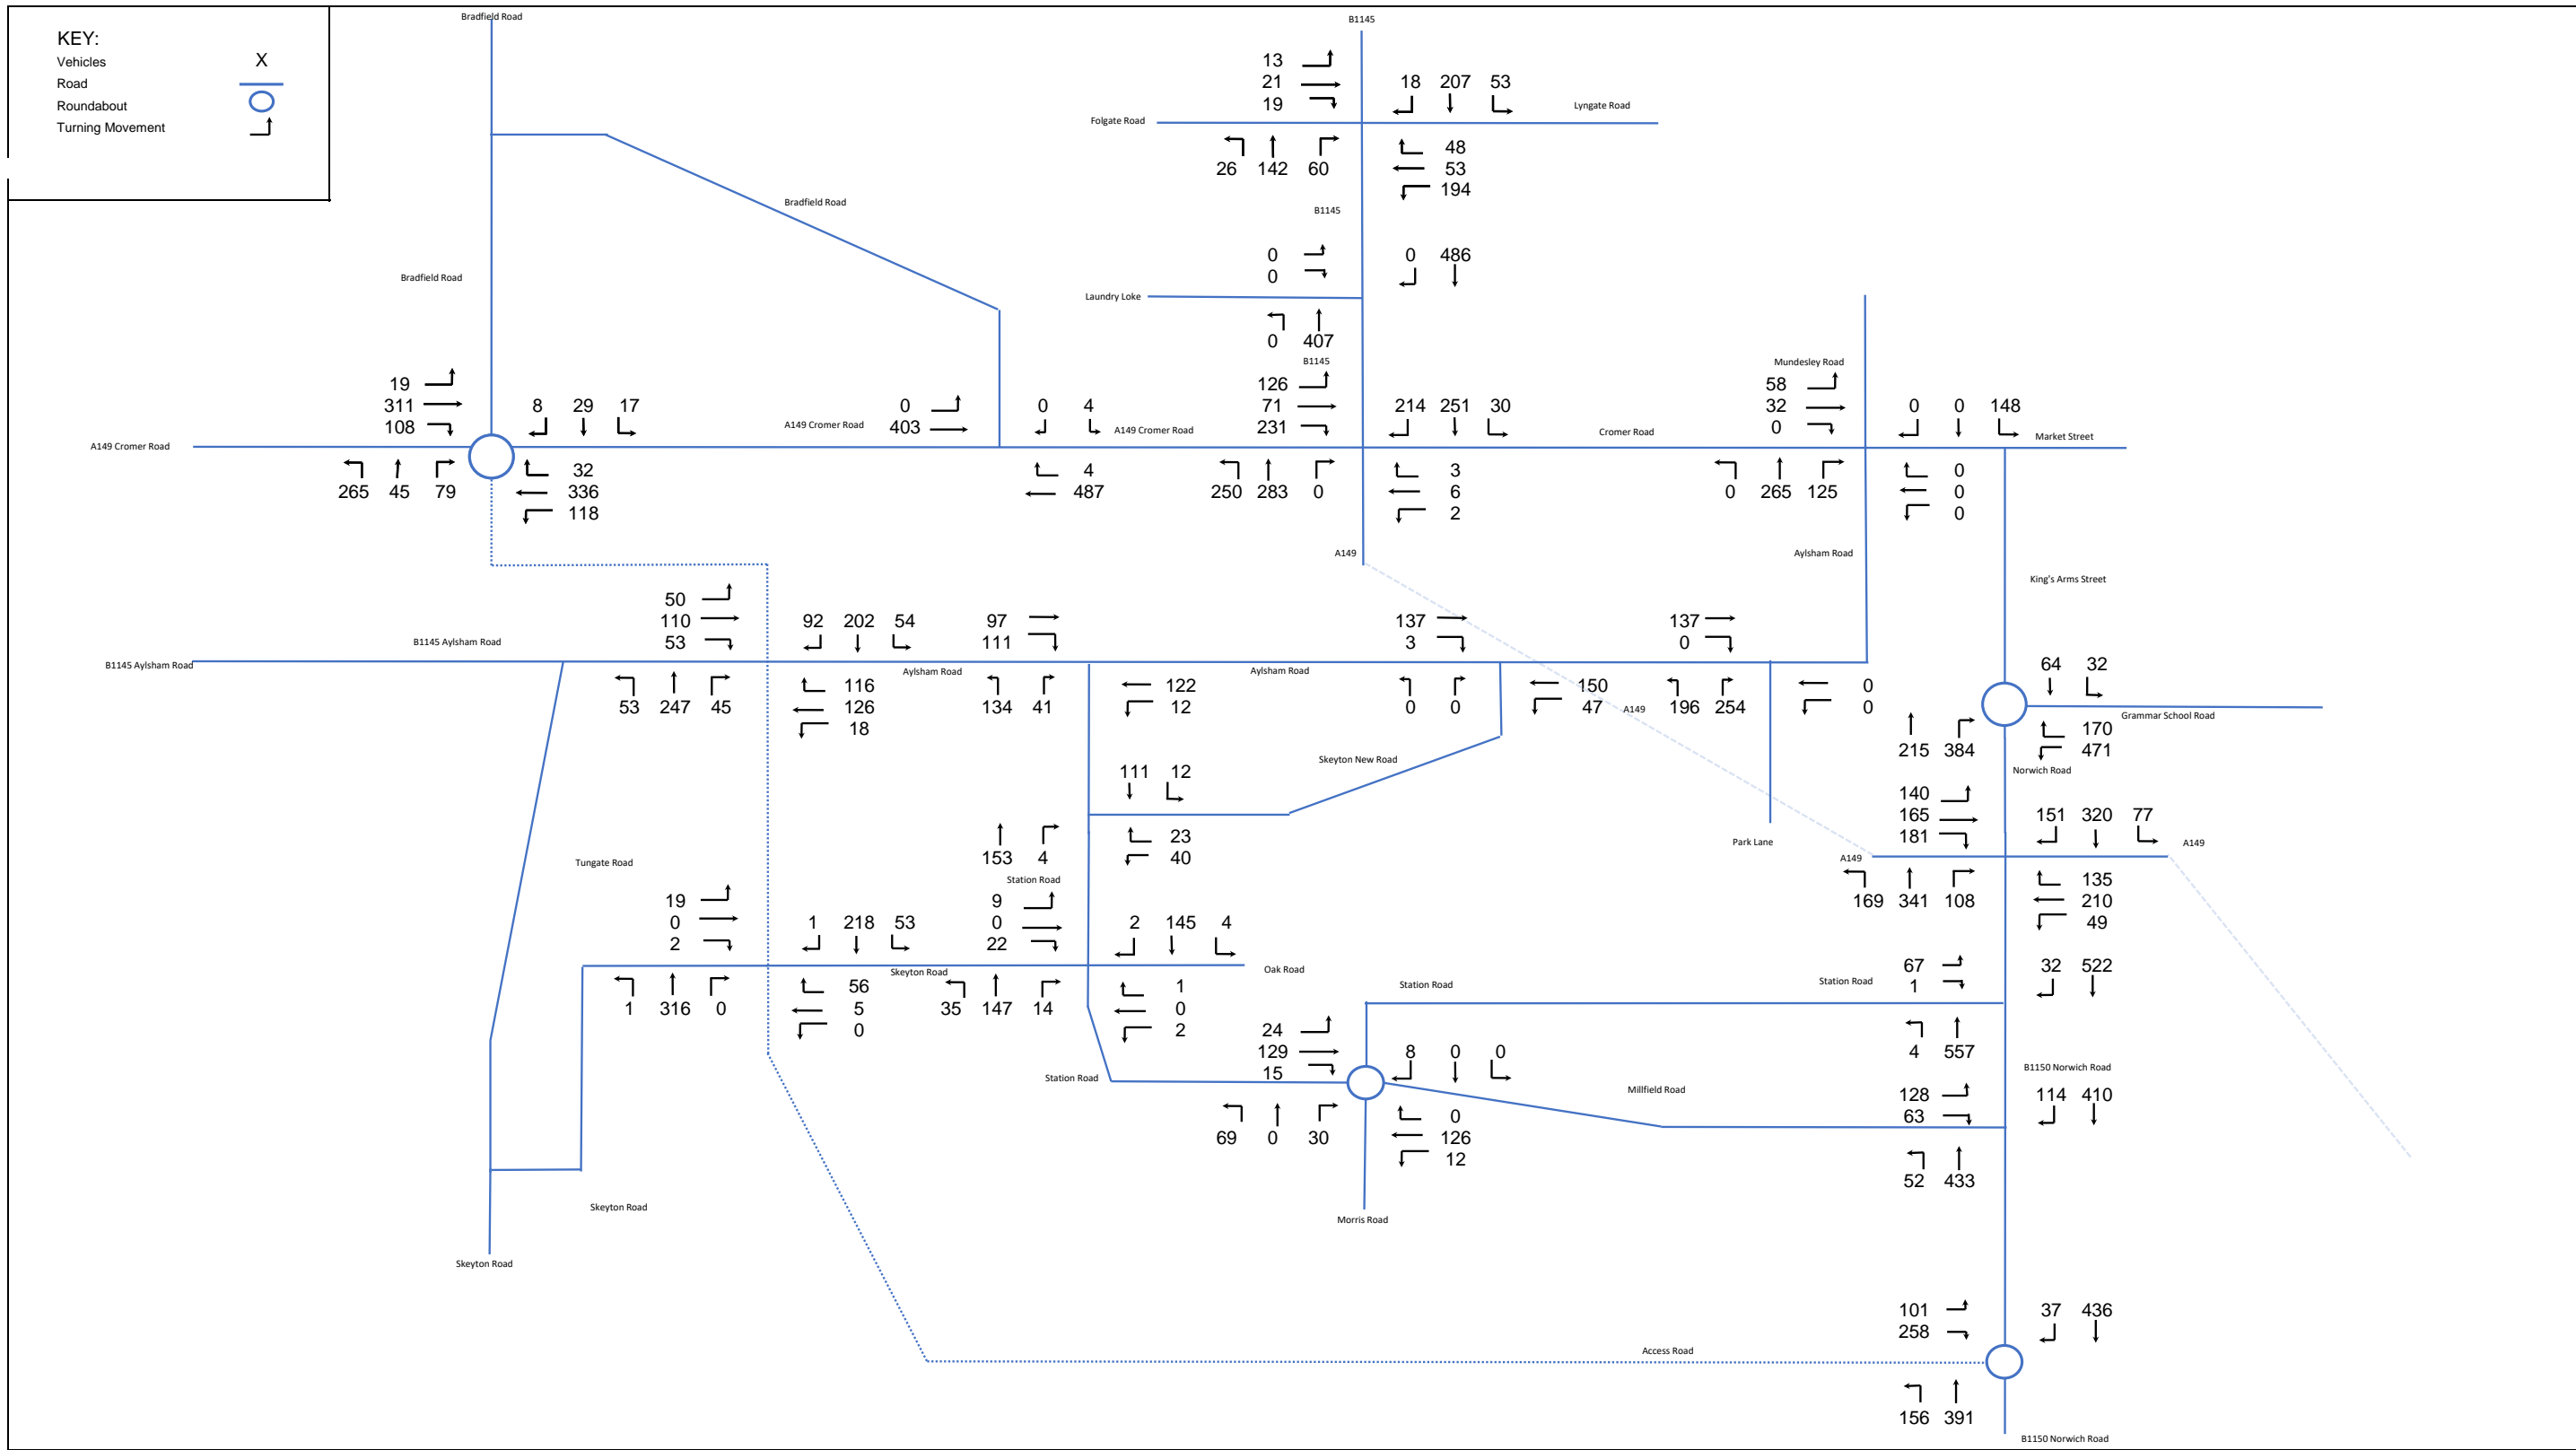 Bradfield Road
B1145
KEY:
Vehicles X
Road
Roundabout
Turning Movement
13
21
19
18 207 53
Lyngate Road
Folgate Road
26 142 60
48
53
194
Bradfield Road
B1145
Bradfield Road
0
0
0 486
Laundry Loke
0 407
B1145
Mundesley Road
19
311
108
8 29 17
A149 Cromer Road
0
403
0 4
A149 Cromer Road
126
71
231
214 251 30
Cromer Road
58
32
0
0 0 148
Market Street
A149 Cromer Road
265 45 79
32
336
118
4
487
250 283 0
3
6
2
0 265 125
0
0
0
A149
Aylsham Road
King's Arms Street
50
110
53
92 202 54
97
111
137
3
137
0
B1145 Aylsham Road
B1145 Aylsham Road
Aylsham Road
Aylsham Road
64 32
53 247 45
116
126
18
134 41
122
12
0 0
150
47
A149
196 254
0
0
Grammar School Road
215 384
170
471
Skeyton New Road
Norwich Road
111 12
140
165
181
151 320 77
A149
153 4
23
40
Park Lane
A149
Tungate Road
Station Road
169 341 108
135
210
49
19
0
2
1 218 53
9
0
22
2 145 4
Skeyton Road
Oak Road
1 316 0
56
5
0
35 147 14
1
0
2
Station Road
Station Road
67
1
32 522
4 557
24
129
15
8 0 0
Station Road
Millfield Road
B1150 Norwich Road
128
63
114 410
69 0 30
0
126
12
52 433
Skeyton Road
Morris Road
Skeyton Road
101
258
37 436
Access Road
156 391
B1150 Norwich Road